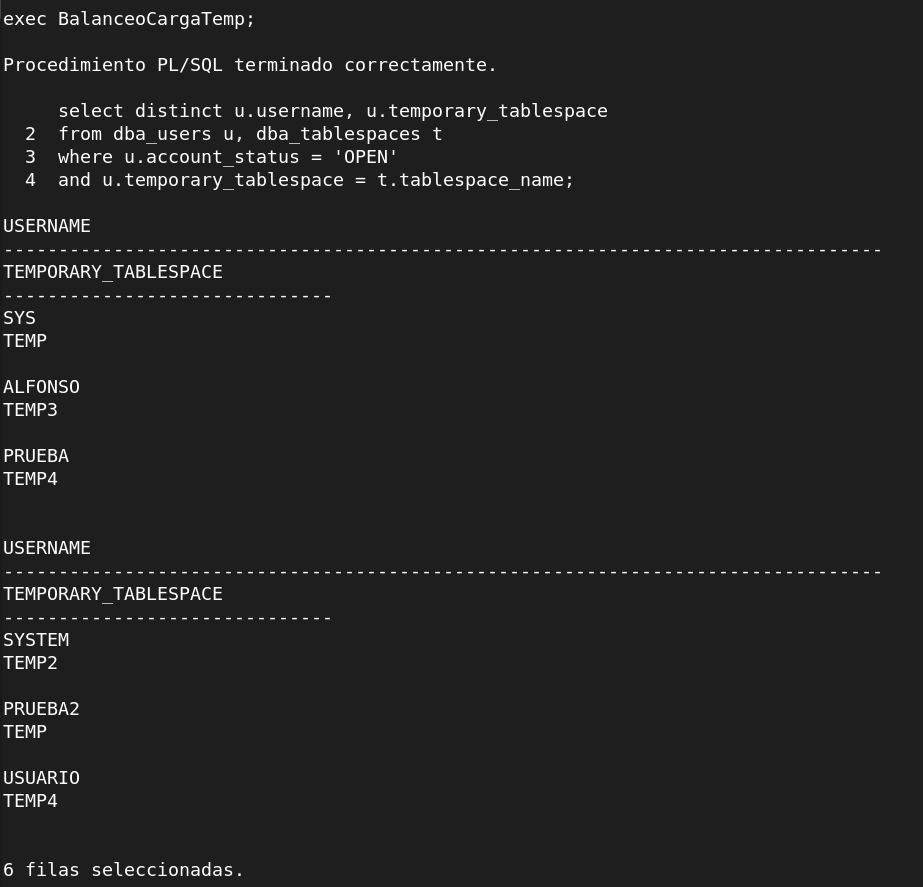 exec BalanceoCargaTemp;
Procedimiento PL/SQL terminado correctamente.
select distinct u.username, u.temporary_tablespace
2 from dba_users u, dba_tablespaces t
3 where u.account_status = 'OPEN'
4 and u.temporary_tablespace = t.tablespace_name;
USERNAME
--------------------------------------------------------------------------------
TEMPORARY_TABLESPACE
------------------------------
SYS
TEMP
ALFONSO
TEMP3
PRUEBA
TEMP4
USERNAME
--------------------------------------------------------------------------------
TEMPORARY_TABLESPACE
------------------------------
SYSTEM
TEMP2
PRUEBA2
TEMP
USUARIO
TEMP4
6 filas seleccionadas.